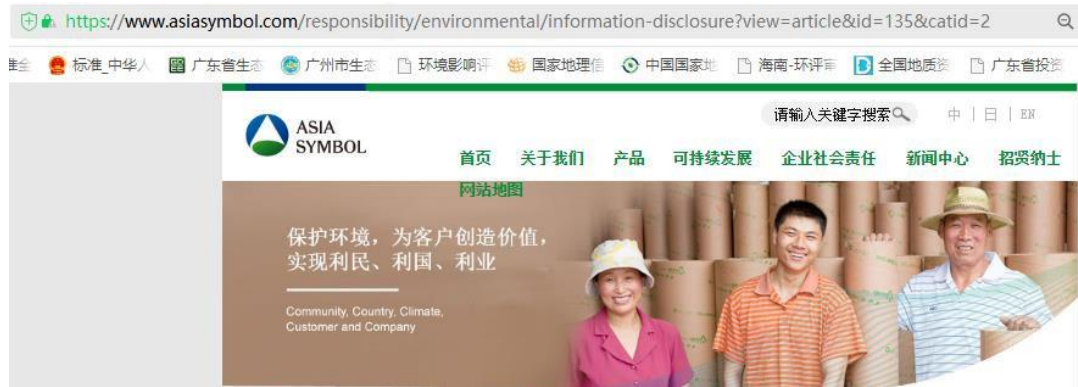 https://www.asiasymbol.com/responsibility/environmental/information-disclosure?view=article&id=135&catid=2
准全 标准_中华人 广东省生态 广州市生态 环境影响评 国家地理信 中国国家地 海南-环评审 全国地质资 广东省投资
ASIA
SYMBOL
请输入关键字搜索 中 | 日 | EN
首页 关于我们 产品 可持续发展 企业社会责任 新闻中心 招贤纳士
网站地图
保护环境，为客户创造价值，
实现利民、利国、利业
Community, Country, Climate,
Customer and Company